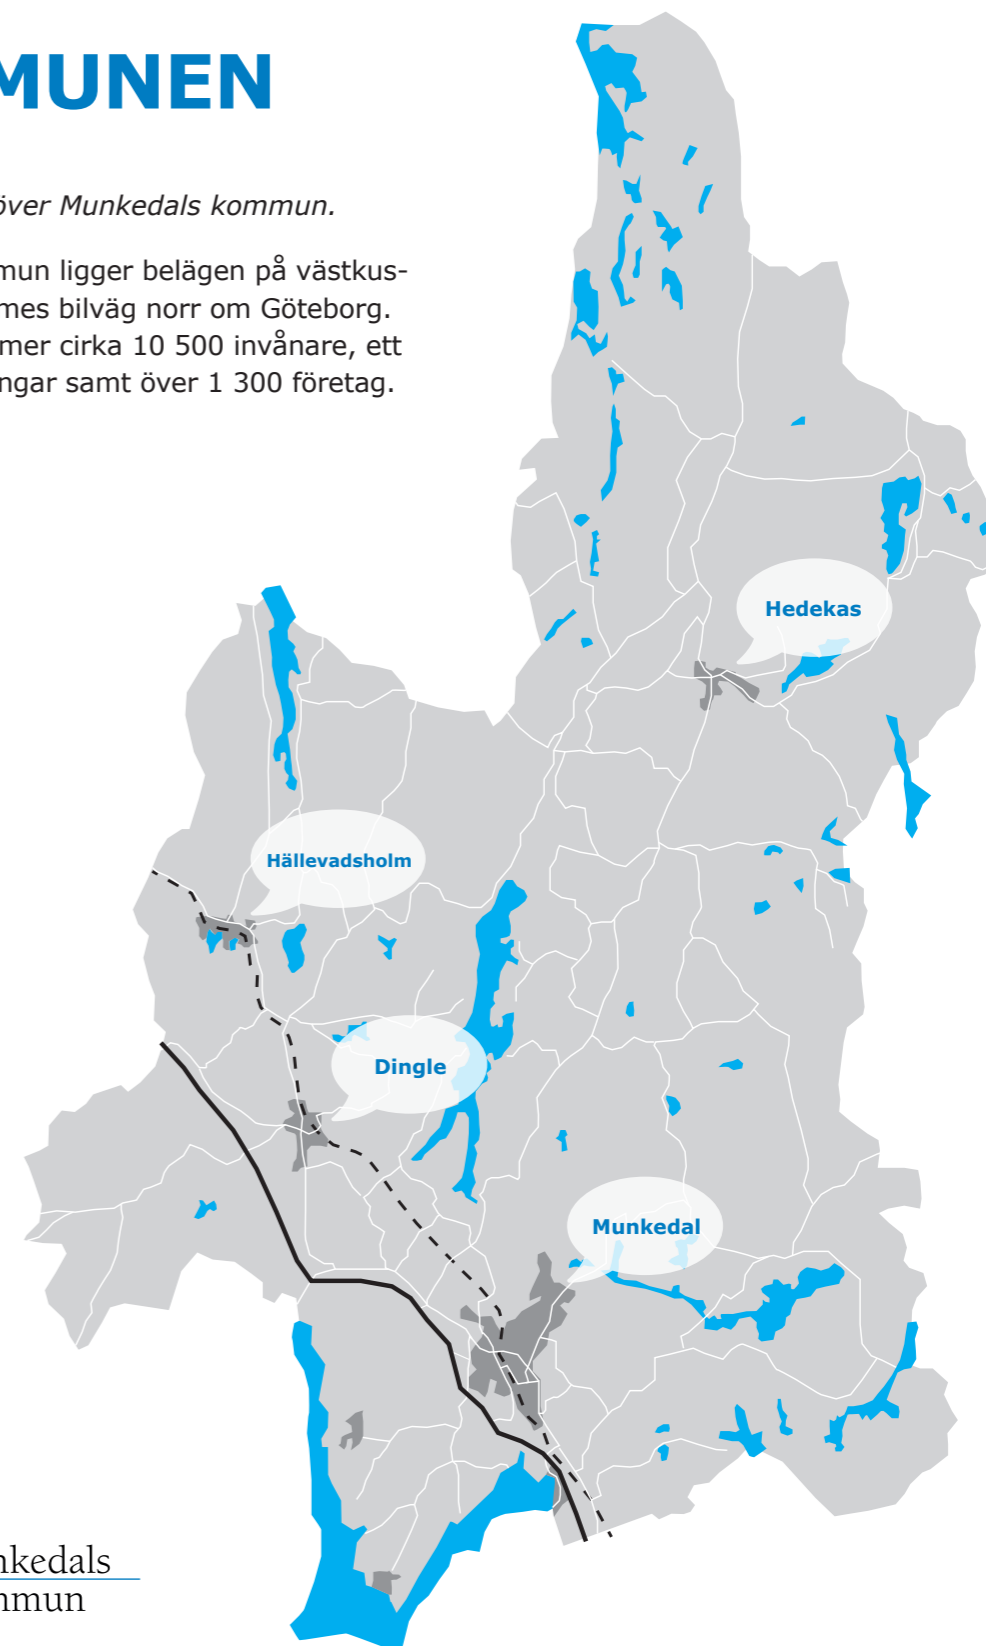 MUNEN
över Munkedals kommun.
mun ligger belägen på västkus-
mes bilväg norr om Göteborg.
mer cirka 10 500 invånare, ett
ngar samt över 1 300 företag.
Hedekas
Hällevadsholm
Dingle
Munkedal
nkedals
mmun